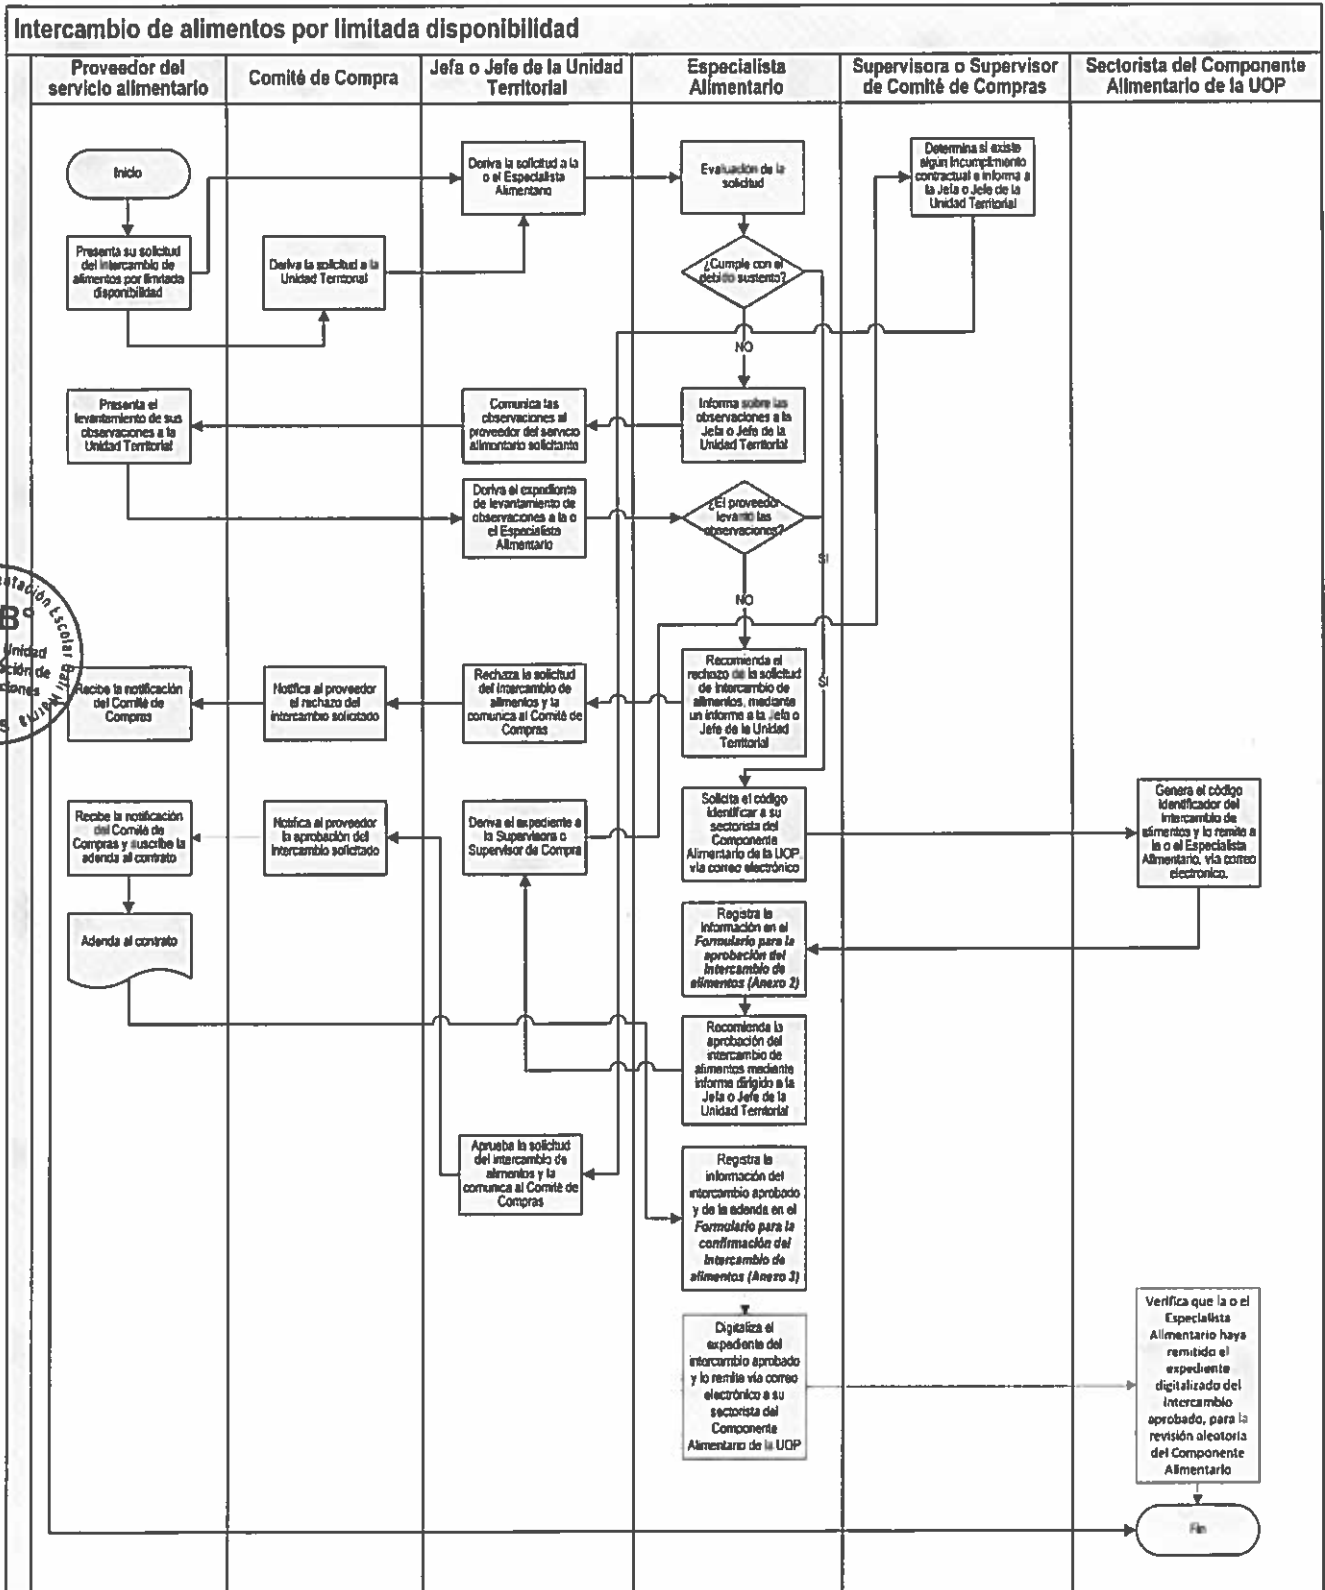 Intercambio de alimentos por limitada disponibilidad
Proveedor del
servicio alimentario
Comité de Compra
Jefa o Jefe de la Unidad
Territorial
Especialista
Alimentario
Supervisora o Supervisor
de Comité de Compras
Sectorista del Componente
Alimentario de la UOP
Inicio
Deriva la solicitud a la
o el Especialista
Alimentario
Evaluación de la
solicitud
Determina si existe
algún incumplimiento
contractual e informa a
la Jefa o Jefe de la
Unidad Territorial
Presenta su solicitud
del intercambio de
alimentos por limitada
disponibilidad
Deriva la solicitud a la
Unidad Territorial
¿Cumple con el
debido sustento?
NO
Presenta el
levantamiento de sus
observaciones a la
Unidad Territorial
Comunica las
observaciones al
proveedor del servicio
alimentario solicitante
Informa sobre las
observaciones a la
Jefa o Jefe de la
Unidad Territorial
Deriva el expediente
de levantamiento de
observaciones a la o
el Especialista
Alimentario
¿El proveedor
levantó las
observaciones?
SI
NO
SI
Recibe la notificación
del Comité de
Compras
Notifica al proveedor
el rechazo del
intercambio solicitado
Rechaza la solicitud
del intercambio de
alimentos y la
comunica al Comité de
Compras
Recomienda el
rechazo de la solicitud
de intercambio de
alimentos, mediante
un informe a la Jefa o
Jefe de la Unidad
Territorial
Recibe la notificación
del Comité de
Compras y suscribe la
adenda al contrato
Notifica al proveedor
la aprobación del
intercambio solicitado
Deriva el expediente a
la Supervisora o
Supervisor de Compra
Solicita el código
identificar a su
sectorista del
Componente
Alimentario de la UOP,
vía correo electrónico
Genera el código
identificador del
intercambio de
alimentos y lo remite a
la o el Especialista
Alimentario, vía correo
electronico.
Adenda al contrato
Registra la
información en el
Formulario para la
aprobación del
Intercambio de
alimentos (Anexo 2)
Recomienda la
aprobación del
intercambio de
alimentos mediante
informe dirigido a la
Jefa o Jefe de la
Unidad Territorial
Aprueba la solicitud
del intercambio de
alimentos y la
comunica al Comité de
Compras
Registra la
información del
intercambio aprobado
y de la adenda en el
Formulario para la
confirmación del
Intercambio de
alimentos (Anexo 3)
Digitaliza el
expediente del
intercambio aprobado
y lo remite vía correo
electrónico a su
sectorista del
Componente
Alimentario de la UOP
Verifica que la o el
Especialista
Alimentario haya
remitido el
expediente
digitalizado del
intercambio
aprobado, para la
revisión aleatoria
del Componente
Alimentario
Fin
Escolar
B°
Unidad